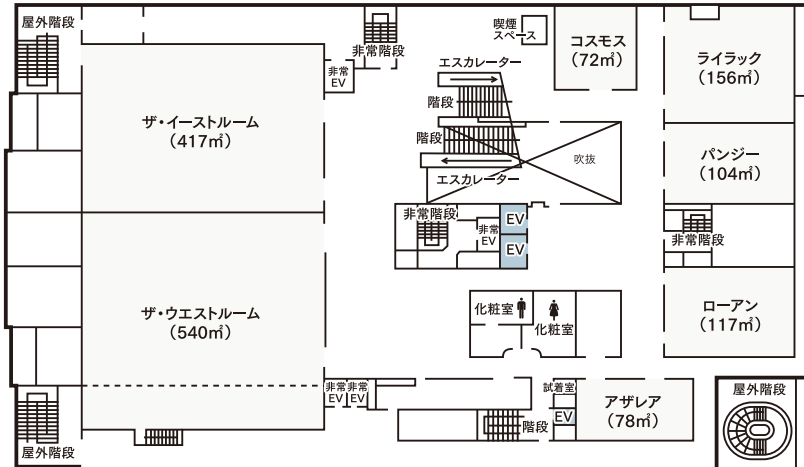 屋外階段
非常階段
喫煙
スペース
コスモス
(72㎡)
ライラック
(156㎡)
エスカレーター
非常
EV
階段
ザ・イーストルーム
(417㎡)
階段
吹抜
パンジー
(104㎡)
エスカレーター
非常階段
EV
非常
EV
EV
非常階段
ザ・ウエストルーム
(540㎡)
化粧室
化粧室
ローアン
(117㎡)
非常
EV
非常
EV
試着室
EV
アザレア
(78㎡)
階段
屋外階段
屋外階段